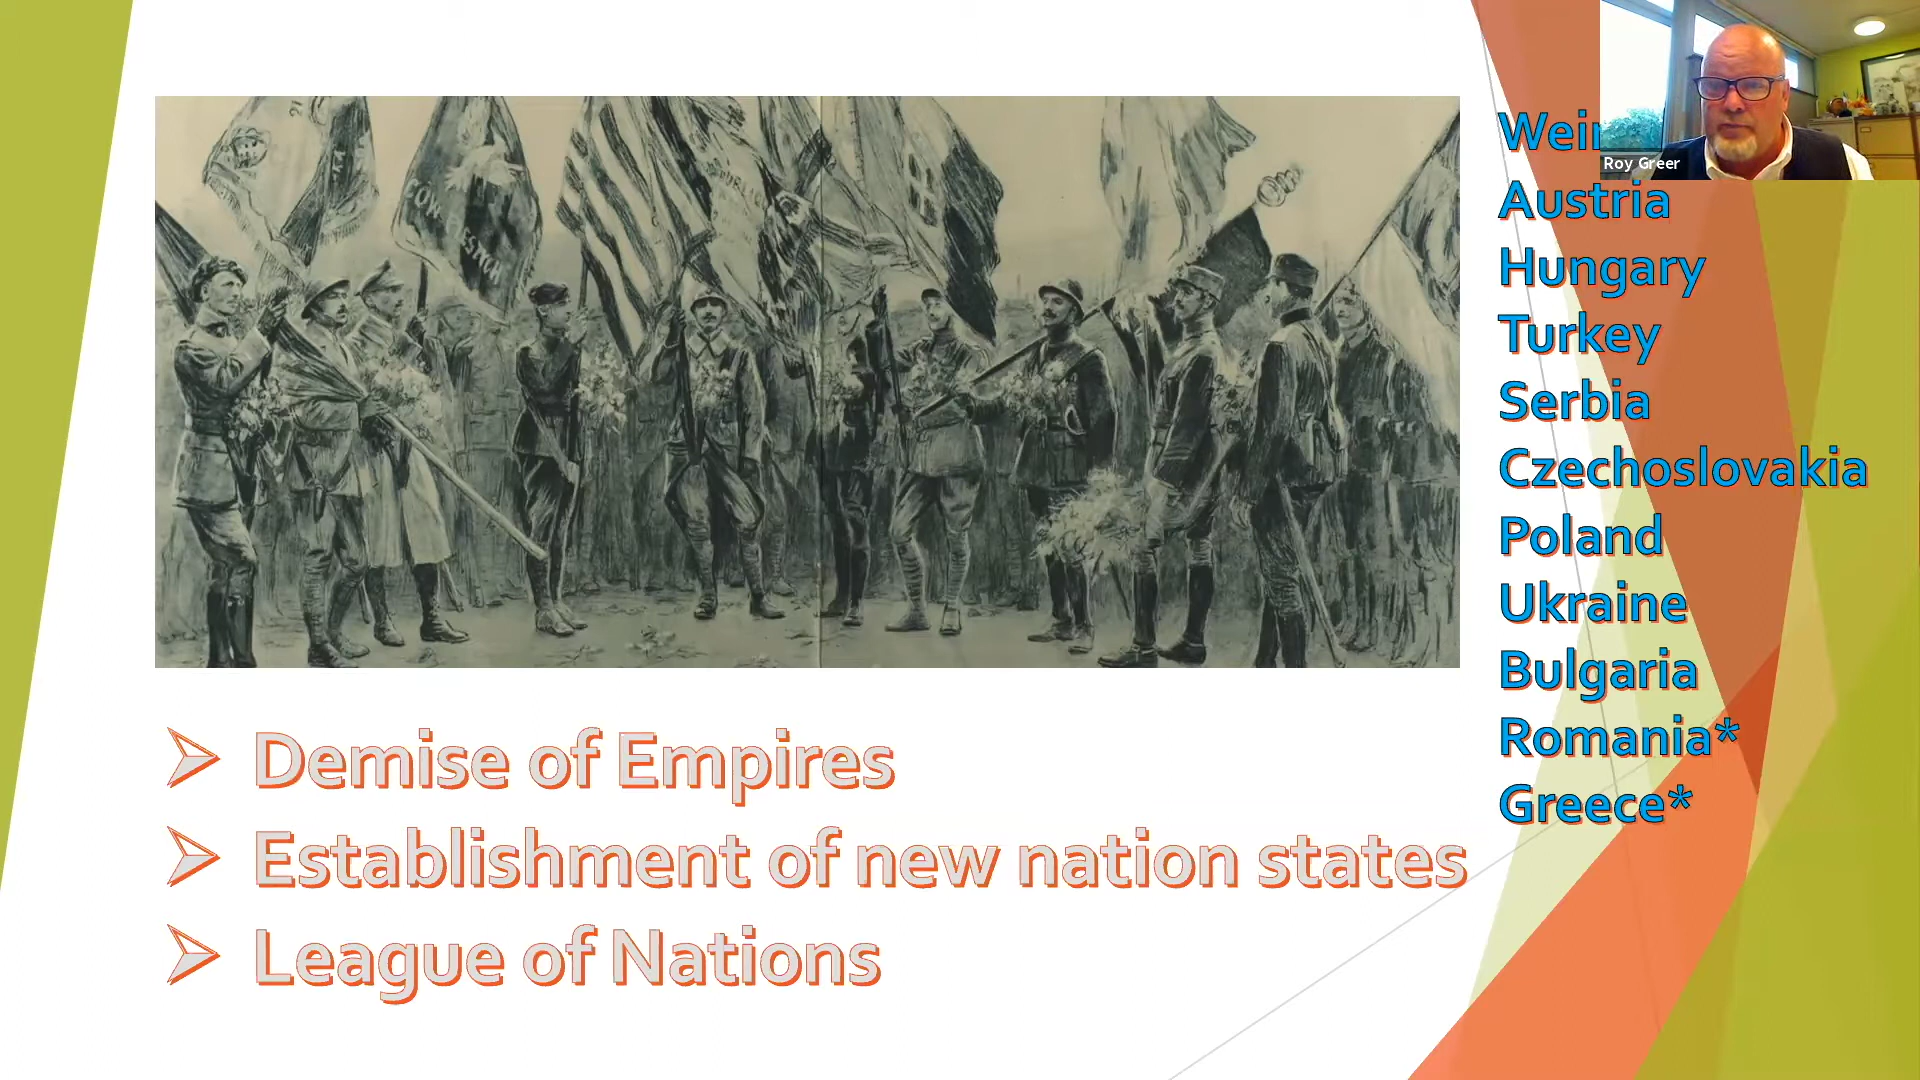 Demise of Empires
Establishment of new nation states
League of Nations
Austria
Hungary
Turkey
Serbia
Czechoslovakia
Poland
Ukraine
Bulgaria
Romania*
Greece*
Roy Greer